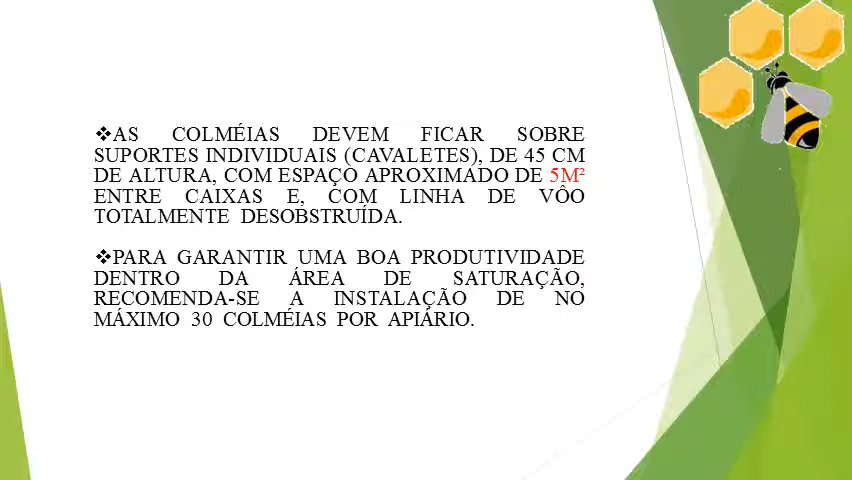 ❖AS COLMÉIAS DEVEM FICAR SOBRE
SUPORTES INDIVIDUAIS (CAVALETES), DE 45 CM
DE ALTURA, COM ESPAÇO APROXIMADO DE 5M²
ENTRE CAIXAS E, COM LINHA DE VÔO
TOTALMENTE DESOBSTRUÍDA.
❖PARA GARANTIR UMA BOA PRODUTIVIDADE
DENTRO DA ÁREA DE SATURAÇÃO,
RECOMENDA-SE A INSTALAÇÃO DE NO
MÁXIMO 30 COLMÉIAS POR APIÁRIO.